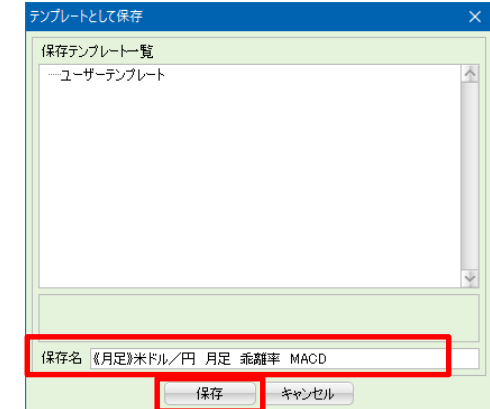 テンプレートとして保存
保存テンプレート一覧
ユーザーテンプレート
保存名 《月足》米ドル／円 月足 乖離率 MACD
保存 キャンセル